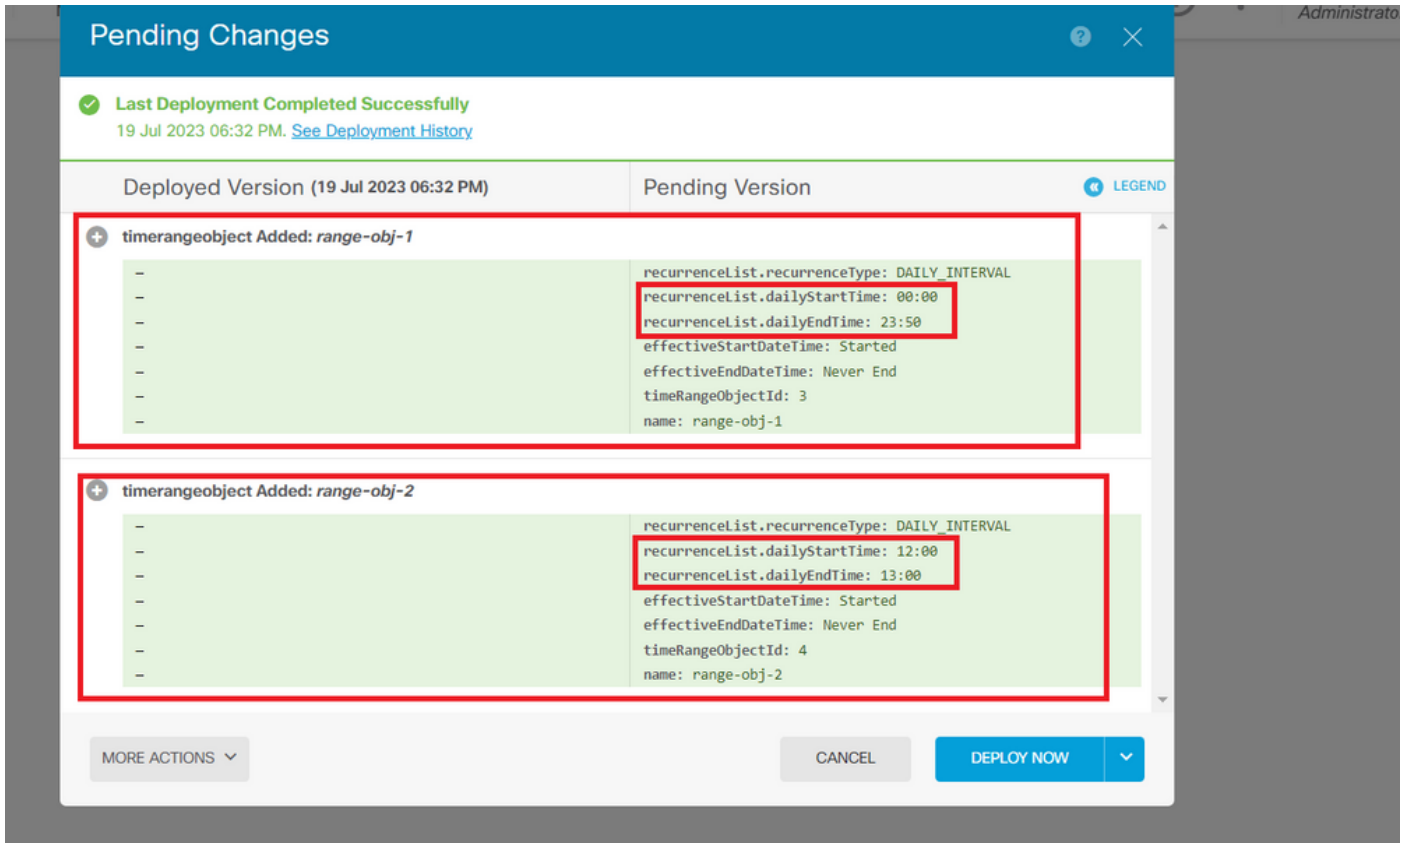 Administrato
Pending Changes
Last Deployment Completed Successfully
19 Jul 2023 06:32 PM. See Deployment History
Deployed Version (19 Jul 2023 06:32 PM) Pending Version LEGEND
timerangeobject Added: range-obj-1
– recurrenceList.recurrenceType: DAILY_INTERVAL
– recurrenceList.dailyStartTime: 00:00
– recurrenceList.dailyEndTime: 23:50
– effectiveStartDateTime: Started
– effectiveEndDateTime: Never End
– timeRangeObjectId: 3
– name: range-obj-1
timerangeobject Added: range-obj-2
– recurrenceList.recurrenceType: DAILY_INTERVAL
– recurrenceList.dailyStartTime: 12:00
– recurrenceList.dailyEndTime: 13:00
– effectiveStartDateTime: Started
– effectiveEndDateTime: Never End
– timeRangeObjectId: 4
– name: range-obj-2
MORE ACTIONS CANCEL DEPLOY NOW